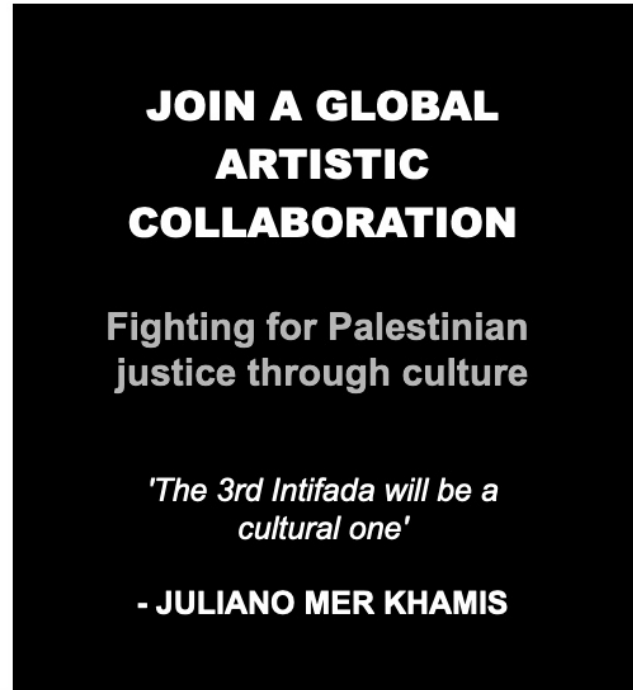 JOIN A GLOBAL
ARTISTIC
COLLABORATION
Fighting for Palestinian
justice through culture
'The 3rd Intifada will be a
cultural one'
- JULIANO MER KHAMIS